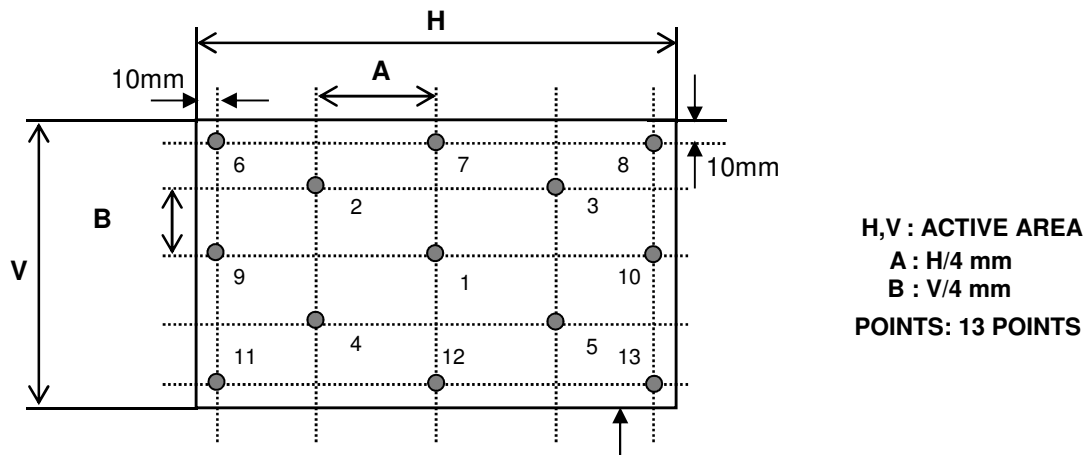 H
10mm
A
6
7
8
10mm
2
3
B
V
9
1
10
4
5
11
12
13
H,V : ACTIVE AREA
A : H/4 mm
B : V/4 mm
POINTS: 13 POINTS